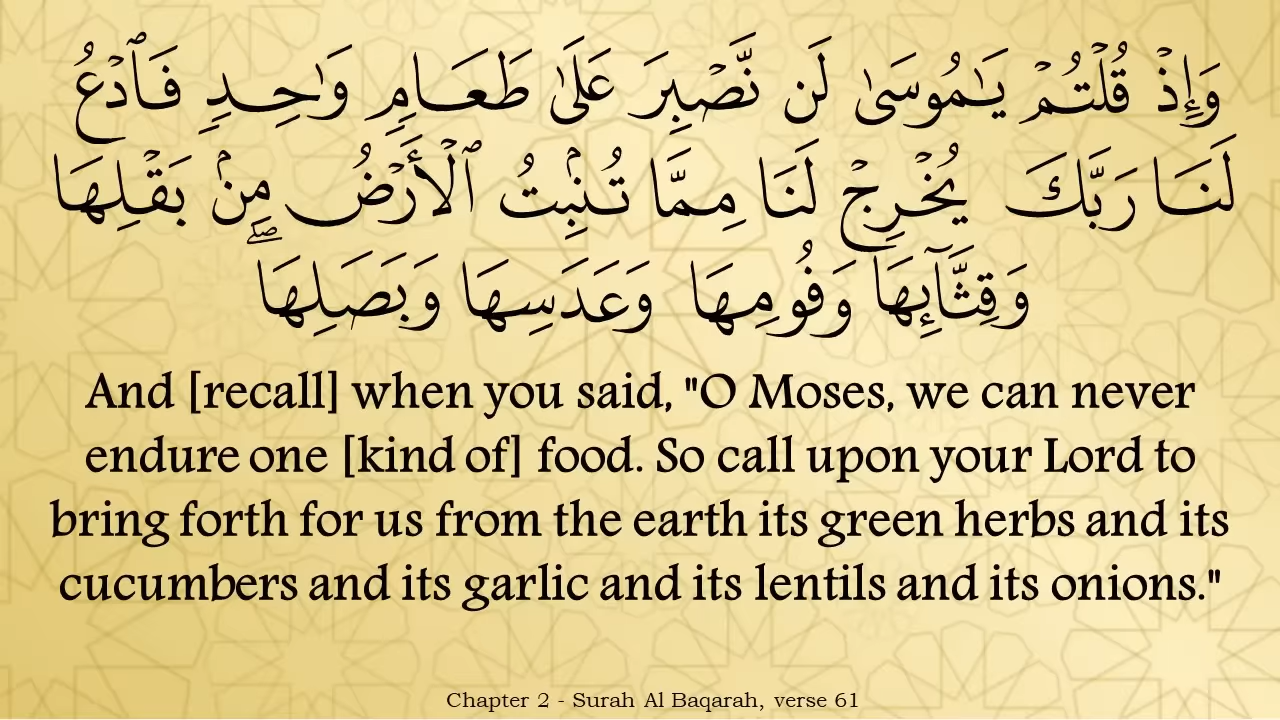 وَإِذْ قُلْتُمْ يَـٰمُوسَىٰ لَن نَّصْبِرَ عَلَىٰ طَعَامٍ وَٰحِدٍ فَٱدْعُ
لَنَا رَبَّكَ يُخْرِجْ لَنَا مِمَّا تُنۢبِتُ ٱلْأَرْضُ مِنۢ بَقْلِهَا
وَقِثَّآئِهَا وَفُومِهَا وَعَدَسِهَا وَبَصَلِهَا ۖ
And [recall] when you said, "O Moses, we can never
endure one [kind of] food. So call upon your Lord to
bring forth for us from the earth its green herbs and its
cucumbers and its garlic and its lentils and its onions."
Chapter 2 - Surah Al Baqarah, verse 61